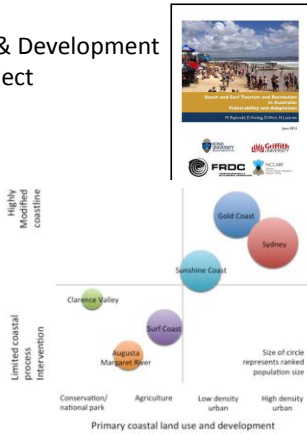 & Development
ect
Beach and Surf Tourism and Recreation
in Australia:
Vulnerability and Adaptation
BOND
UNIVERSITY
Griffith
UNIVERSITY
FRDC
NCCARF
Highly
Modified
coastline
Limited coastal
process
Intervention
Gold Coast
Sydney
Sunshine Coast
Clarence Valley
Surf Coast
Augusta
Margaret River
Size of circle
represents ranked
population size
Conservation/
national park
Agriculture
Low density
urban
High density
urban
Primary coastal land use and development